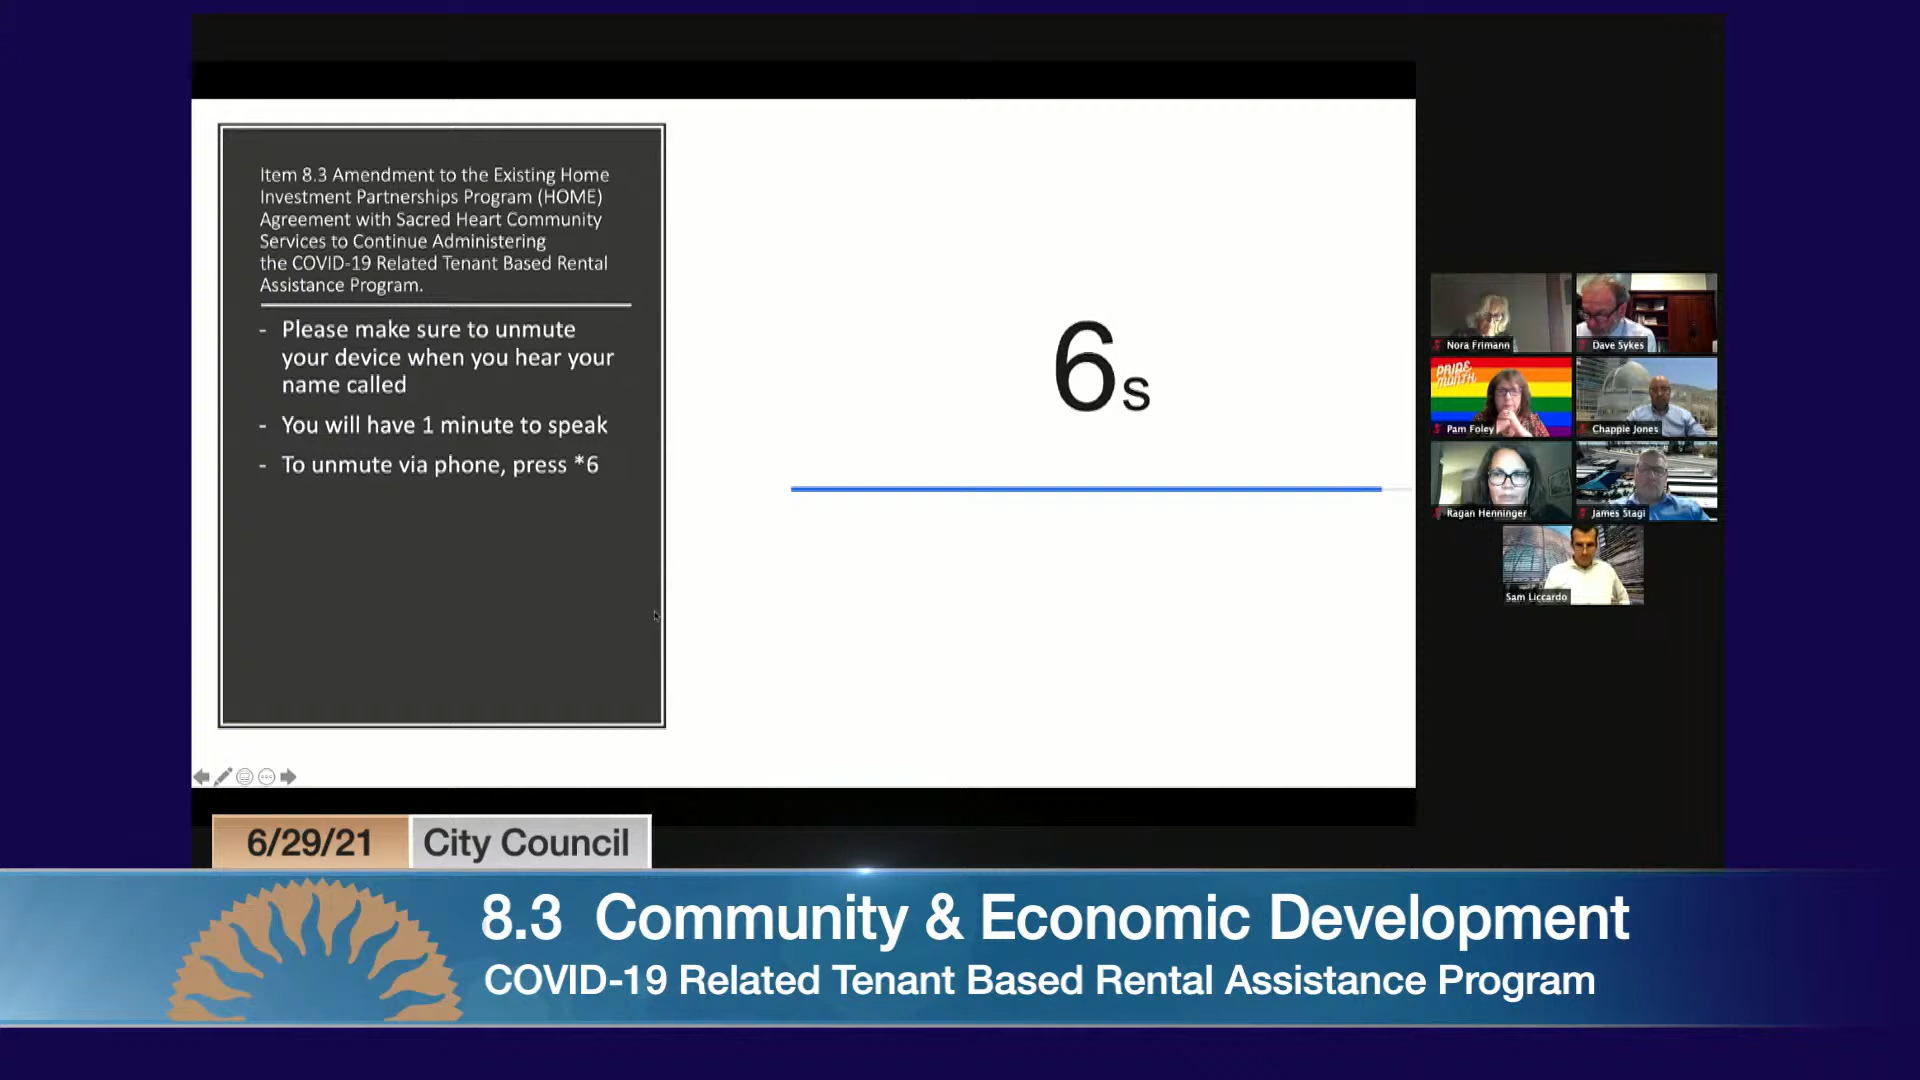 Item 8.3 Amendment to the Existing Home
Investment Partnerships Program (HOME)
Agreement with Sacred Heart Community
Services to Continue Administering
the COVID-19 Related Tenant Based Rental
Assistance Program.
- Please make sure to unmute
your device when you hear your
name called
- You will have 1 minute to speak
- To unmute via phone, press *6
6s
Nora Frimann
Dave Sykes
PRIDE
MONTH
Pam Foley
Chappie Jones
Ragan Henninger
James Stagi
Sam Liccardo
6/29/21 City Council
8.3 Community & Economic Development
COVID-19 Related Tenant Based Rental Assistance Program